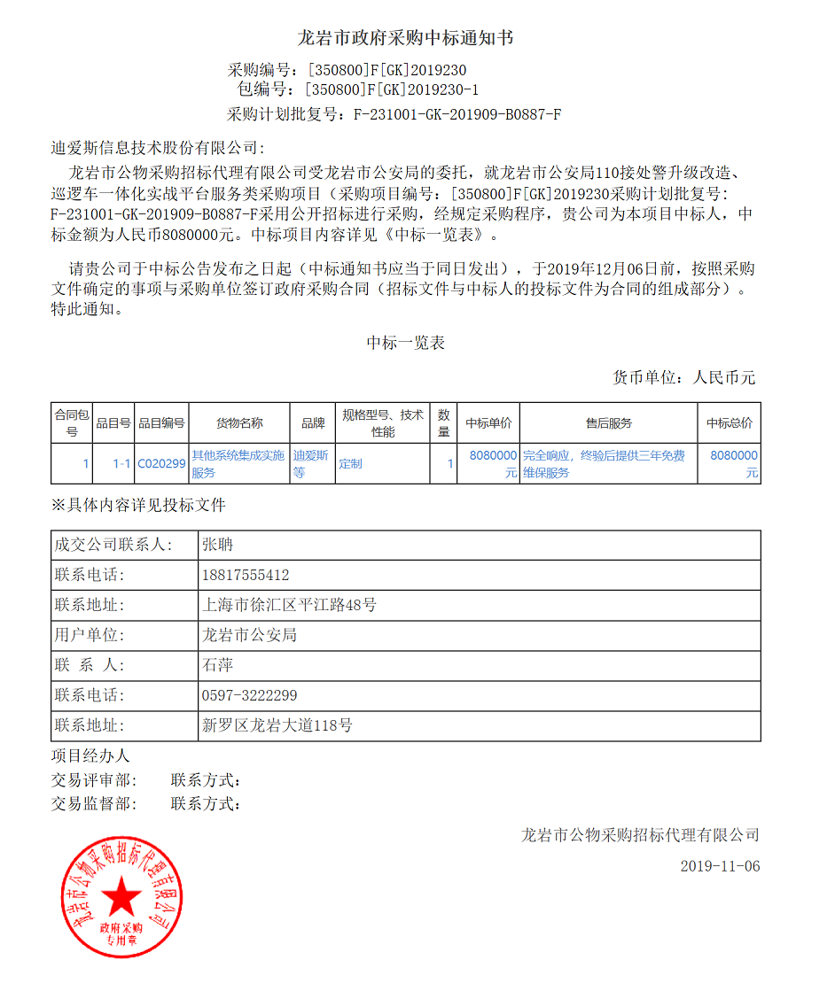 龙岩市政府采购中标通知书
采购编号：[350800]F[GK]2019230
包编号：[350800]F[GK]2019230-1
采购计划批复号：F-231001-GK-201909-B0887-F
迪爱斯信息技术股份有限公司：
龙岩市公物采购招标代理有限公司受龙岩市公安局的委托，就龙岩市公安局110接处警升级改造、
巡逻车一体化实战平台服务类采购项目（采购项目编号：[350800]F[GK]2019230采购计划批复号：
F-231001-GK-201909-B0887-F采用公开招标进行采购，经规定采购程序，贵公司为本项目中标人，中
标金额为人民币8080000元。中标项目内容详见《中标一览表》。
请贵公司于中标公告发布之日起（中标通知书应当于同日发出），于2019年12月06日前，按照采购
文件确定的事项与采购单位签订政府采购合同（招标文件与中标人的投标文件为合同的组成部分）。
特此通知。
中标一览表
货币单位：人民币元
合同包号 品目号 品目编号 货物名称 品牌 规格型号、技术性能 数量 中标单价 售后服务 中标总价
1 1-1 C020299 其他系统集成实施服务 迪爱斯等 定制 1 8080000元 完全响应，终验后提供三年免费维保服务 8080000元
※具体内容详见投标文件
成交公司联系人： 张聃
联系电话： 18817555412
联系地址： 上海市徐汇区平江路48号
用户单位： 龙岩市公安局
联 系 人： 石萍
联系电话： 0597-3222299
联系地址： 新罗区龙岩大道118号
项目经办人
交易评审部： 联系方式：
交易监督部： 联系方式：
龙岩市公物采购招标代理有限公司
2019-11-06
龙岩市公物采购招标代理有限公司
政府采购
专用章